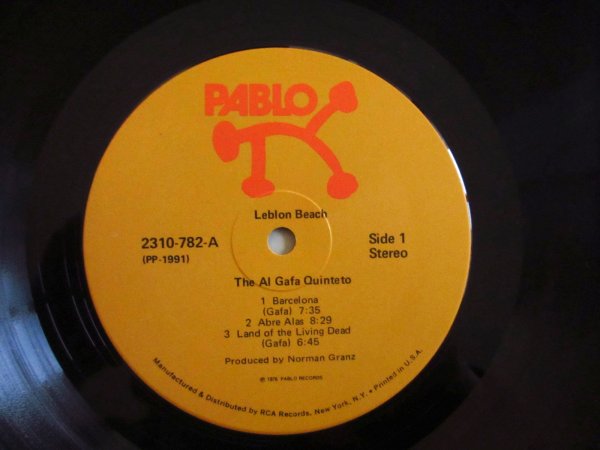 PABLO
Leblon Beach
2310-782-A
(PP-1991)
Side 1
Stereo
The Al Gafa Quinteto
1 Barcelona
(Gafa) 7:35
2 Abre Alas 8:29
3 Land of the Living Dead
(Gafa) 6:45
Produced by Norman Granz
℗ 1976 PABLO RECORDS
Manufactured & Distributed by RCA Records, New York, N.Y. • Printed in U.S.A.